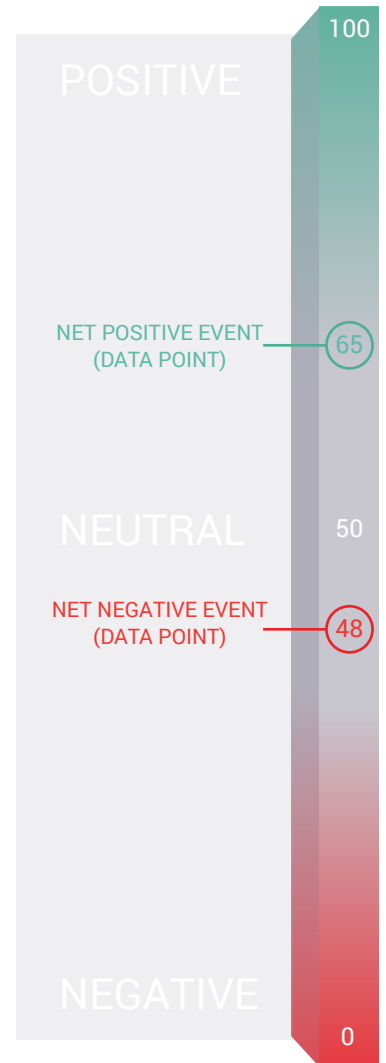 100
POSITIVE
NET POSITIVE EVENT
(DATA POINT)
65
NEUTRAL
50
NET NEGATIVE EVENT
(DATA POINT)
48
NEGATIVE
0